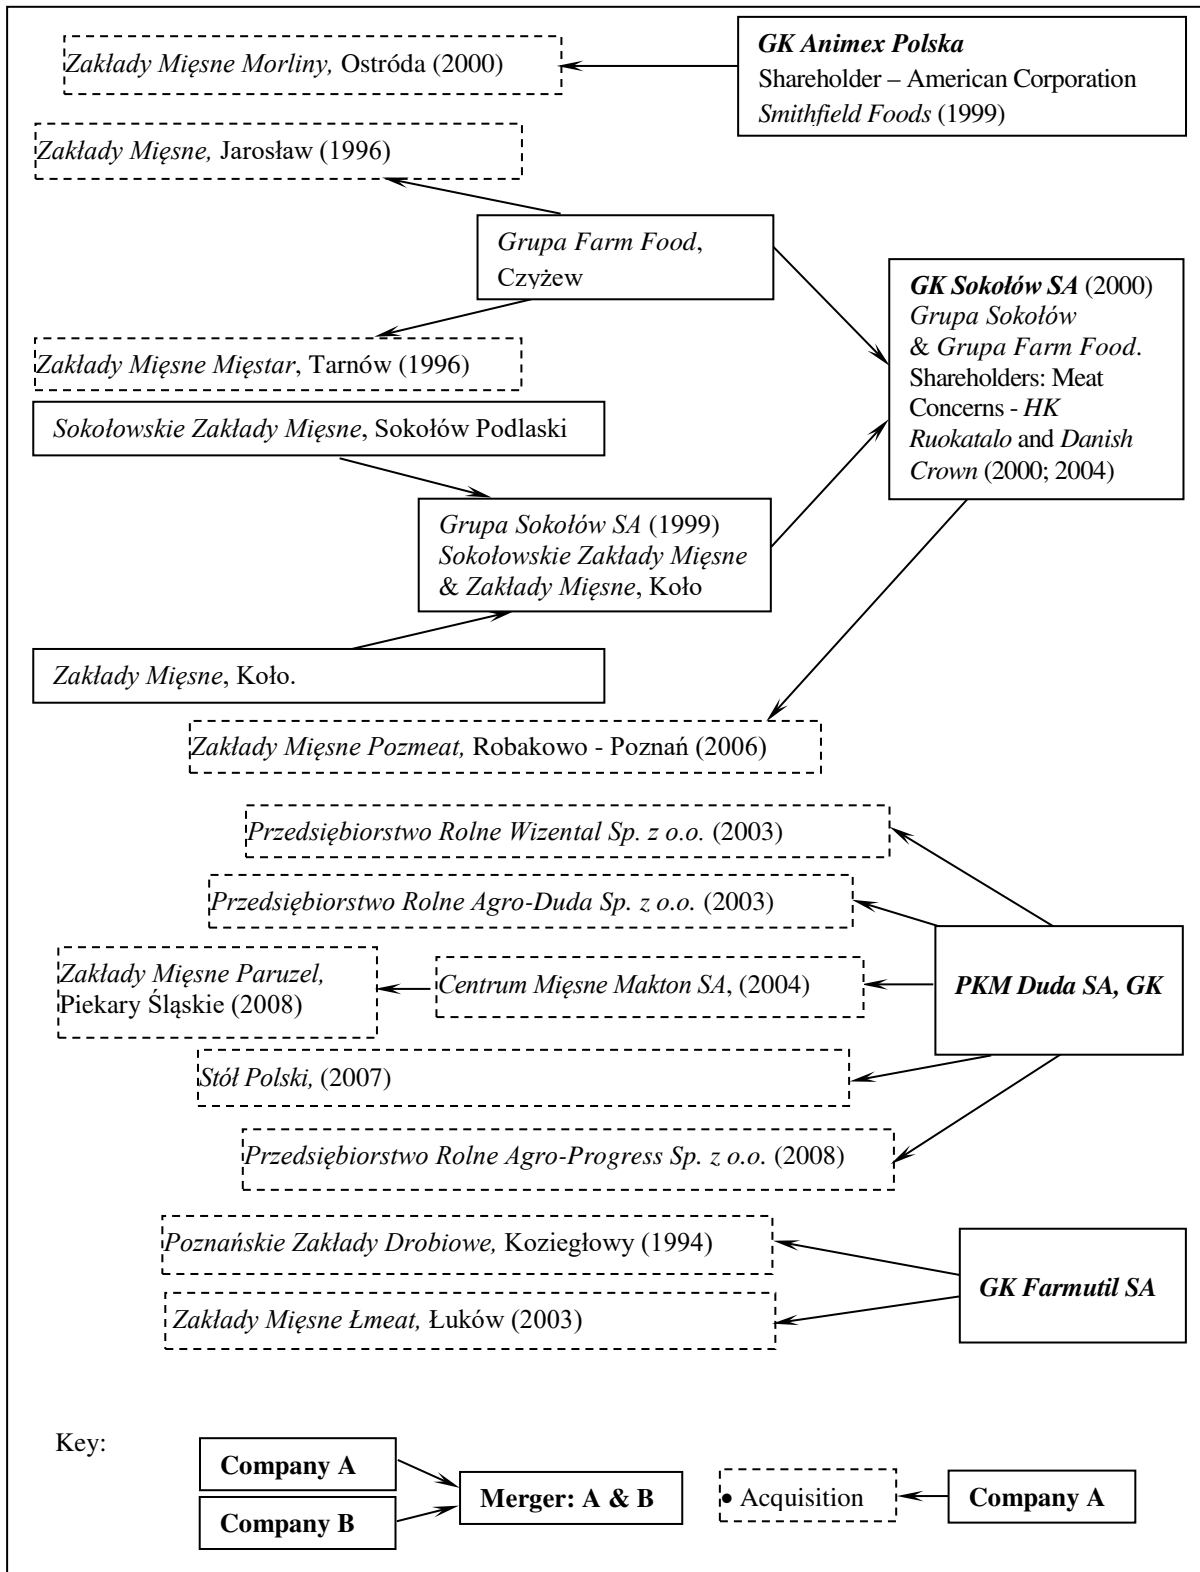 Zakłady Mięsne Morliny, Ostróda (2000)
GK Animex Polska
Shareholder – American Corporation
Smithfield Foods (1999)
Zakłady Mięsne, Jarosław (1996)
Grupa Farm Food,
Czyżew
GK Sokołów SA (2000)
Grupa Sokołów
& Grupa Farm Food.
Shareholders: Meat
Concerns - HK
Ruokatalo and Danish
Crown (2000; 2004)
Zakłady Mięsne Mięstar, Tarnów (1996)
Sokołowskie Zakłady Mięsne, Sokołów Podlaski
Grupa Sokołów SA (1999)
Sokołowskie Zakłady Mięsne
& Zakłady Mięsne, Koło
Zakłady Mięsne, Koło.
Zakłady Mięsne Pozmeat, Robakowo - Poznań (2006)
Przedsiębiorstwo Rolne Wizental Sp. z o.o. (2003)
Przedsiębiorstwo Rolne Agro-Duda Sp. z o.o. (2003)
Zakłady Mięsne Paruzel,
Piekary Śląskie (2008)
Centrum Mięsne Makton SA, (2004)
PKM Duda SA, GK
Stół Polski, (2007)
Przedsiębiorstwo Rolne Agro-Progress Sp. z o.o. (2008)
Poznańskie Zakłady Drobiowe, Koziegłowy (1994)
GK Farmutil SA
Zakłady Mięsne Łmeat, Łuków (2003)
Key:
Company A
Company B
Merger: A & B
• Acquisition
Company A